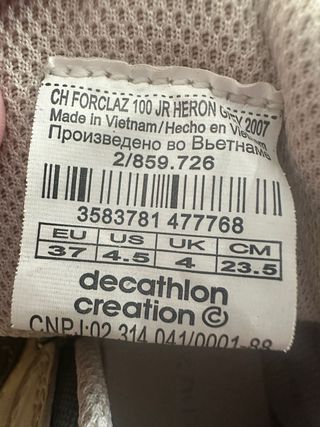 CH FORCLAZ 100 JR HERON GREY 2007
Made in Vietnam/Hecho en Vietnam
Произведено во Вьетнаме
2/859.726
3583781 477768
EU US UK CM
37 4.5 4 23.5
decathlon
creation ©
CNPJ:02.314.041/0001-88